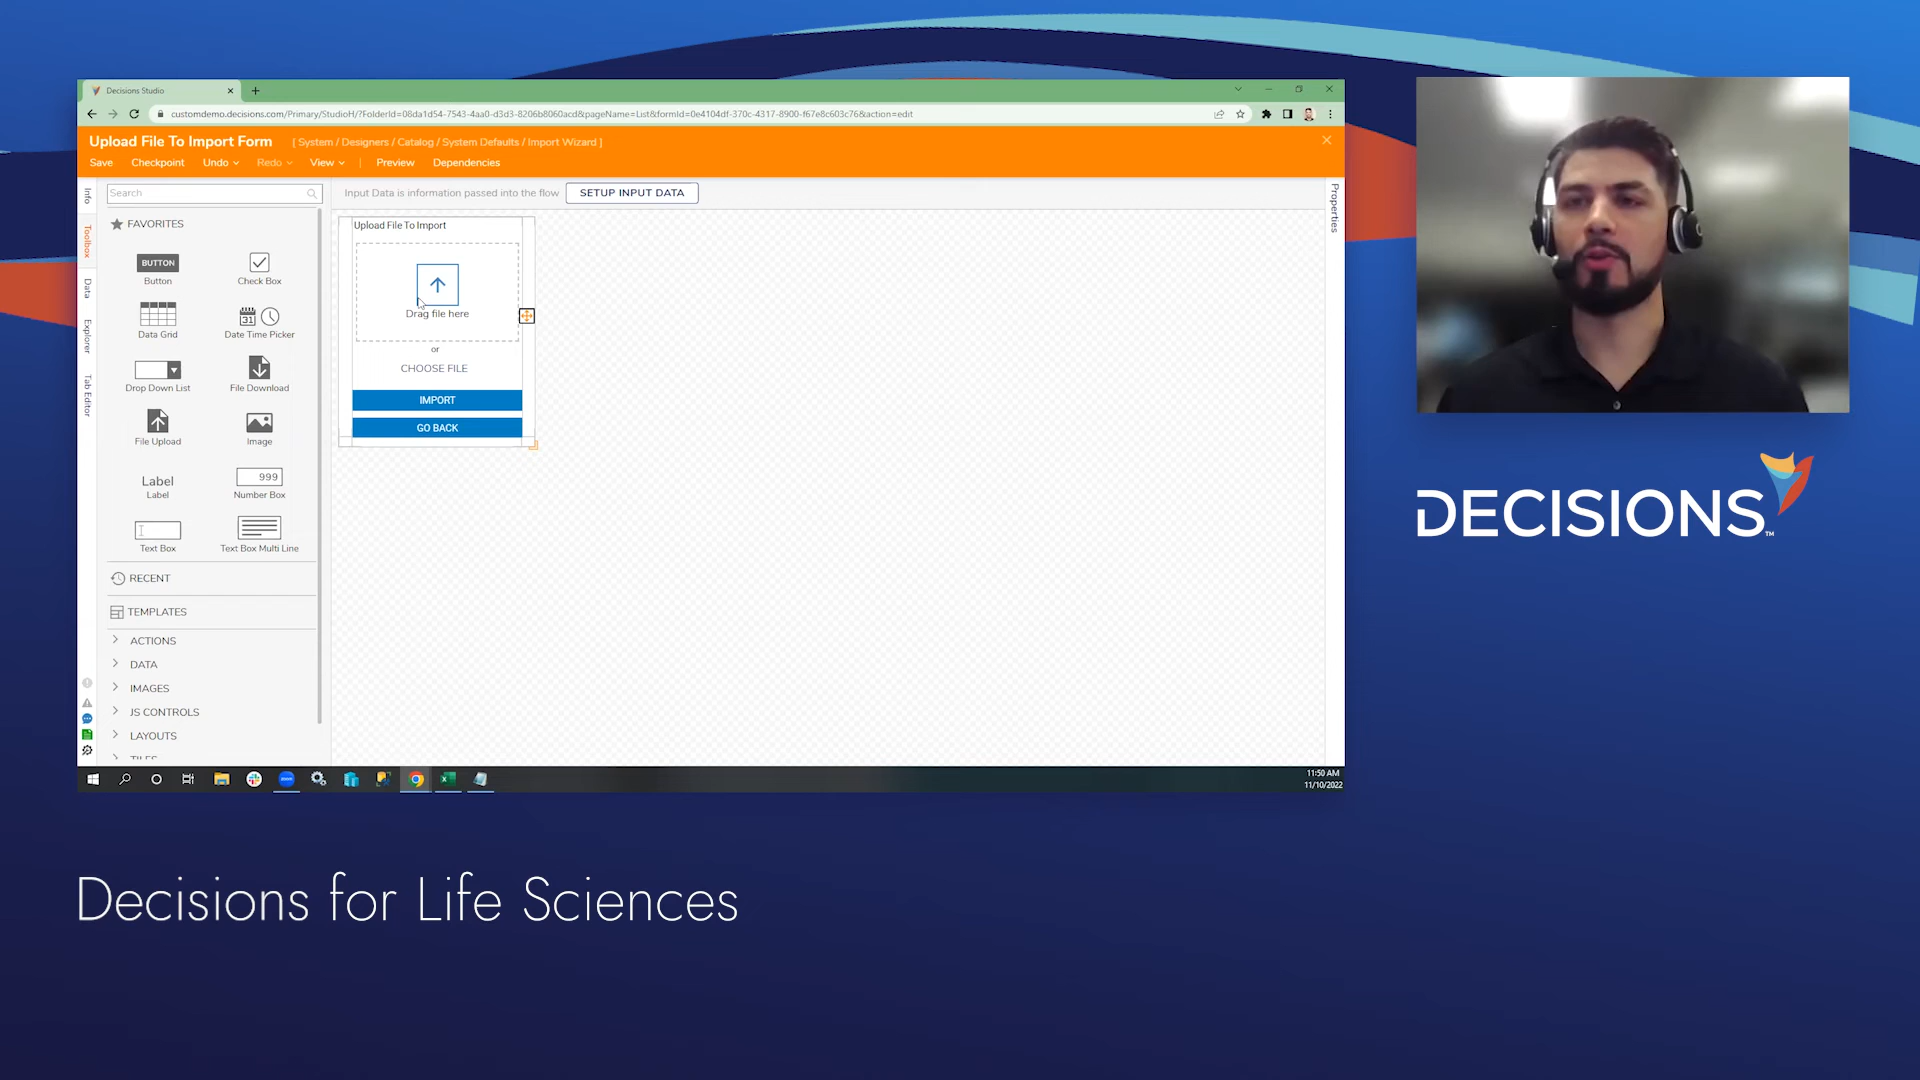 Decisions Studio
customdemo.decisions.com/Primary/StudioH/?FolderId=08da1d54-7543-4aa0-d3d3-8206b8060acd&pageName=List&formId=0e4104df-370c-4317-8900-f67e8c603c76&action=edit
Upload File To Import Form [ System / Designers / Catalog / System Defaults / Import Wizard ]
Save Checkpoint Undo Redo View | Preview Dependencies
Info
Toolbox
Data
Explorer
Tab Editor
Search
FAVORITES
BUTTON
Button Check Box
31
Data Grid Date Time Picker
Drop Down List File Download
File Upload Image
Label 999
Label Number Box
Text Box Text Box Multi Line
RECENT
TEMPLATES
ACTIONS
DATA
IMAGES
JS CONTROLS
LAYOUTS
TILES
Input Data is information passed into the flow SETUP INPUT DATA
Upload File To Import
Drag file here
or
CHOOSE FILE
IMPORT
GO BACK
Properties
11:50 AM
11/10/2022
DECISIONS™
Decisions for Life Sciences